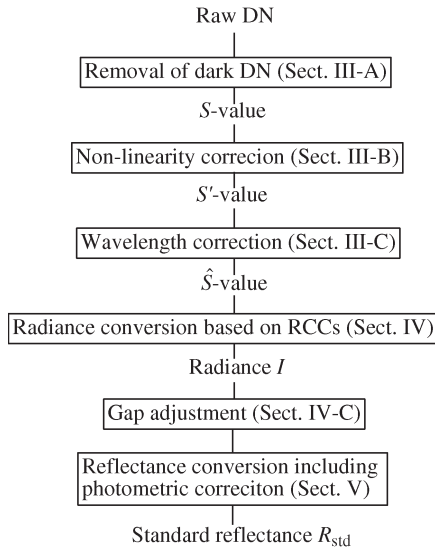 Raw DN
Removal of dark DN (Sect. III-A)
S-value
Non-linearity correcion (Sect. III-B)
S'-value
Wavelength correction (Sect. III-C)
Ŝ-value
Radiance conversion based on RCCs (Sect. IV)
Radiance I
Gap adjustment (Sect. IV-C)
Reflectance conversion including
photometric correciton (Sect. V)
Standard reflectance Rstd